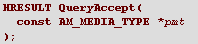 HRESULT QueryAccept(
  const AM_MEDIA_TYPE *pmt
);